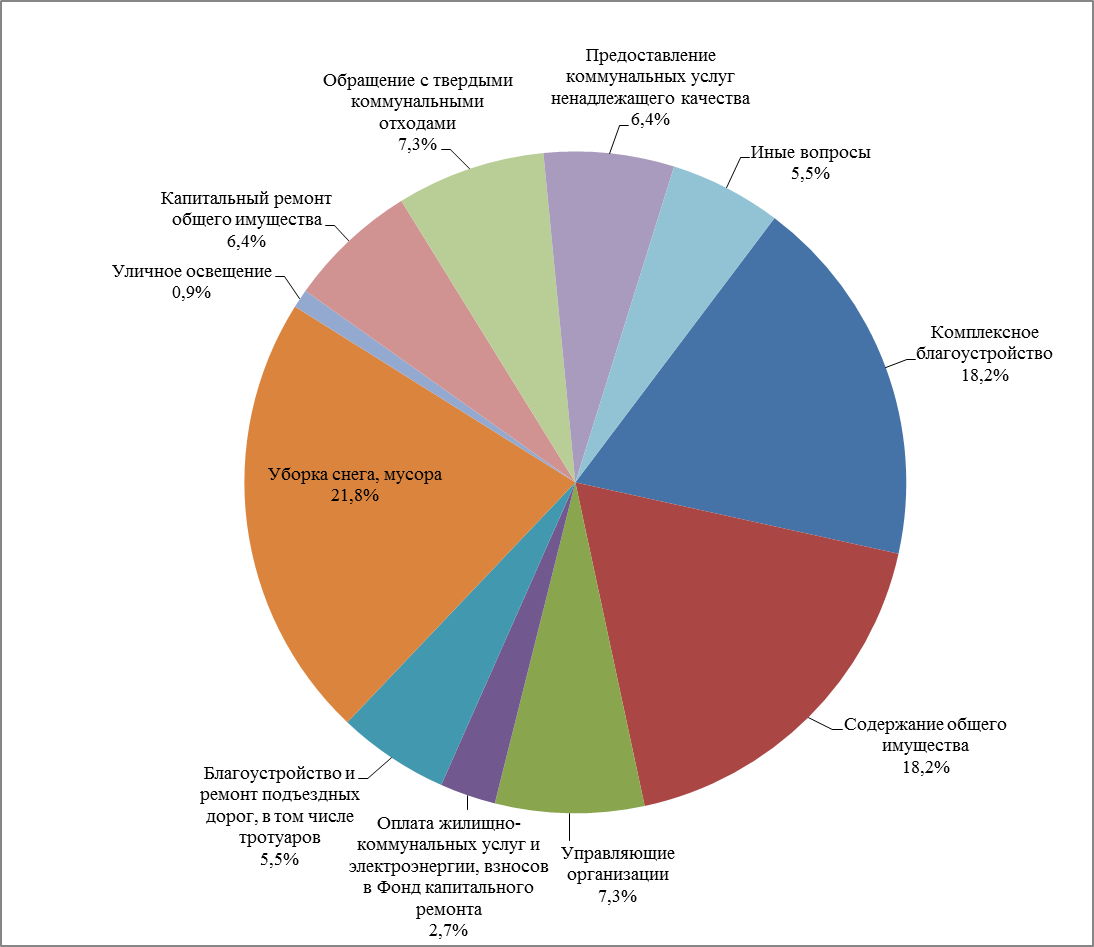 Предоставление
коммунальных услуг
ненадлежащего качества
6,4%
Обращение с твердыми
коммунальными
отходами
7,3%
Иные вопросы
5,5%
Капитальный ремонт
общего имущества
6,4%
Уличное освещение
0,9%
Комплексное
благоустройство
18,2%
Уборка снега, мусора
21,8%
Содержание общего
имущества
18,2%
Благоустройство и
ремонт подъездных
дорог, в том числе
тротуаров
5,5%
Оплата жилищно-
коммунальных услуг и
электроэнергии, взносов
в Фонд капитального
ремонта
2,7%
Управляющие
организации
7,3%